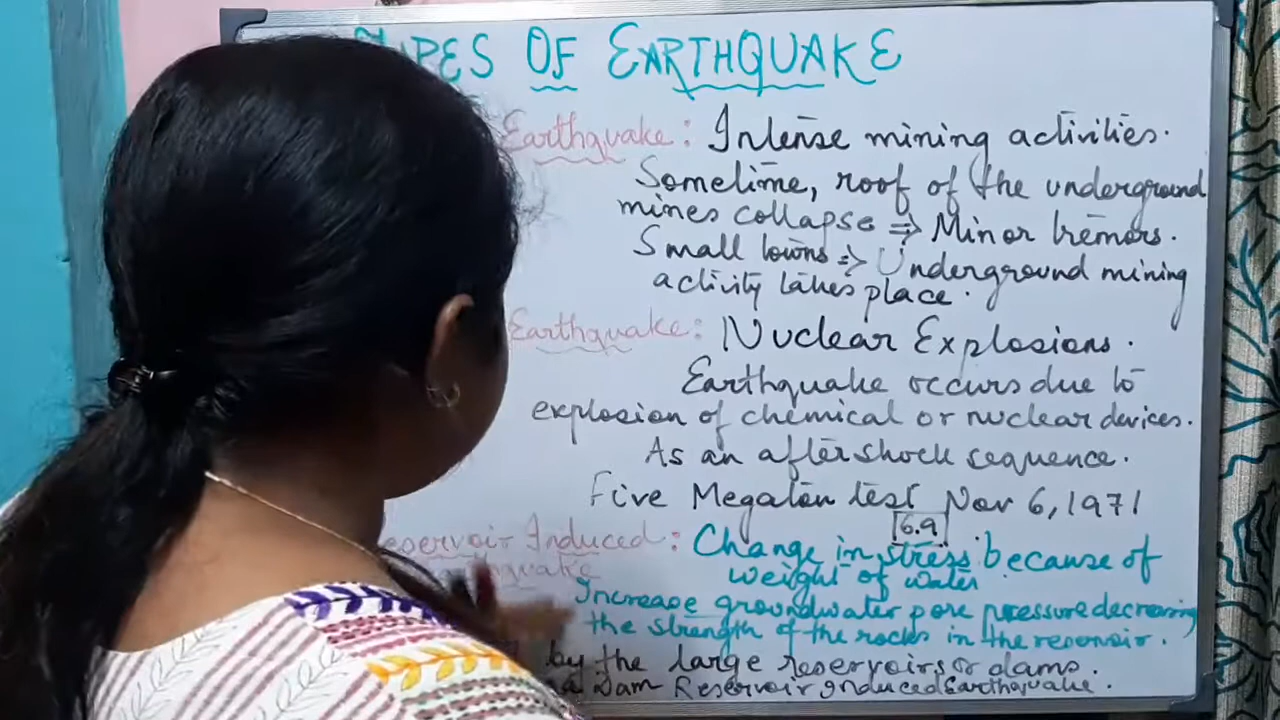 TYPES OF EARTHQUAKE
Earthquake: Intense mining activities.
Sometime, roof of the underground
mines collapse ⇒ Minor tremors.
Small towns ⇒ Underground mining
activity takes place.
Earthquake: Nuclear Explosions.
Earthquake occurs due to
explosion of chemical or nuclear devices.
As an aftershock sequence.
Five Megaton test Nov 6, 1971
6.9
Reservoir Induced: Change in stress because of
Earthquake weight of water
Increase groundwater pore pressure decreasing
the strength of the rocks in the reservoir.
by the large reservoirs or dams.
Dam Reservoir Induced Earthquake.